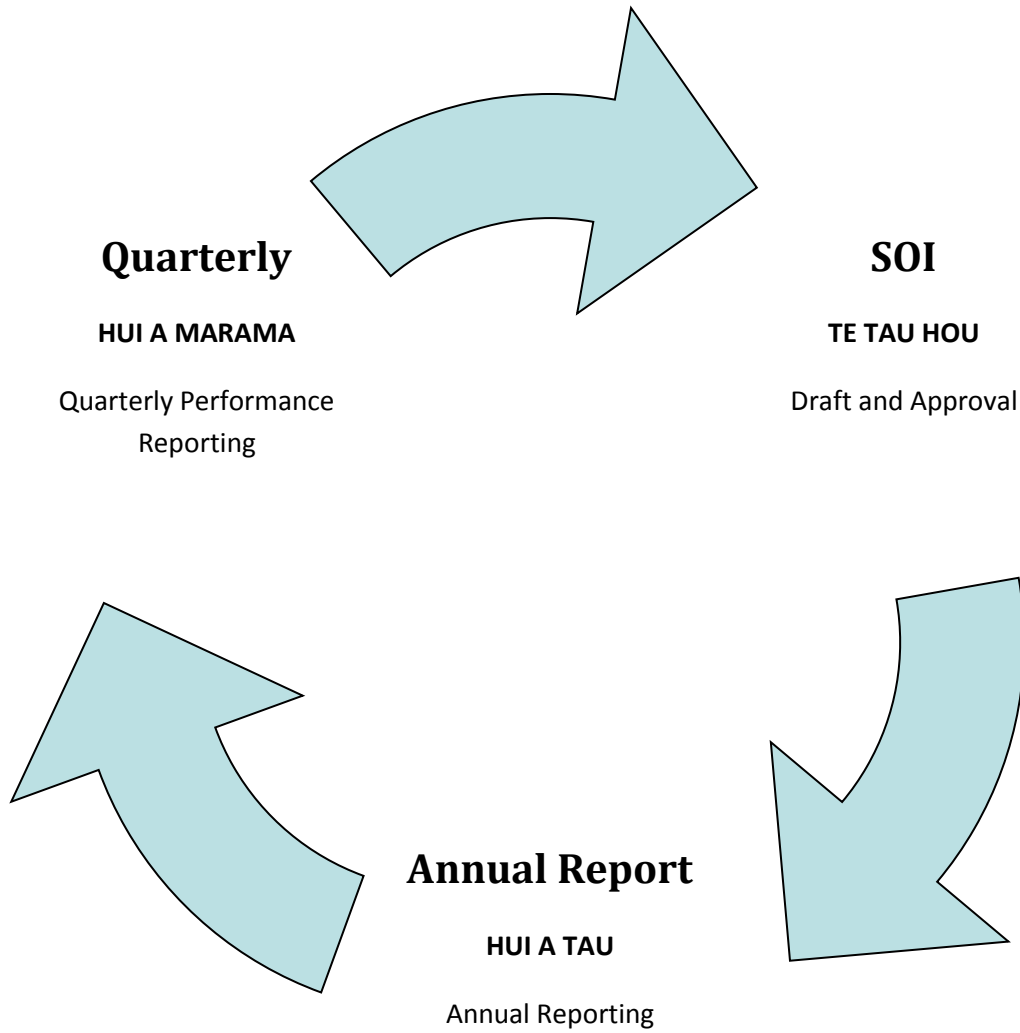 Quarterly
HUI A MARAMA
Quarterly Performance
Reporting
SOI
TE TAU HOU
Draft and Approval
Annual Report
HUI A TAU
Annual Reporting